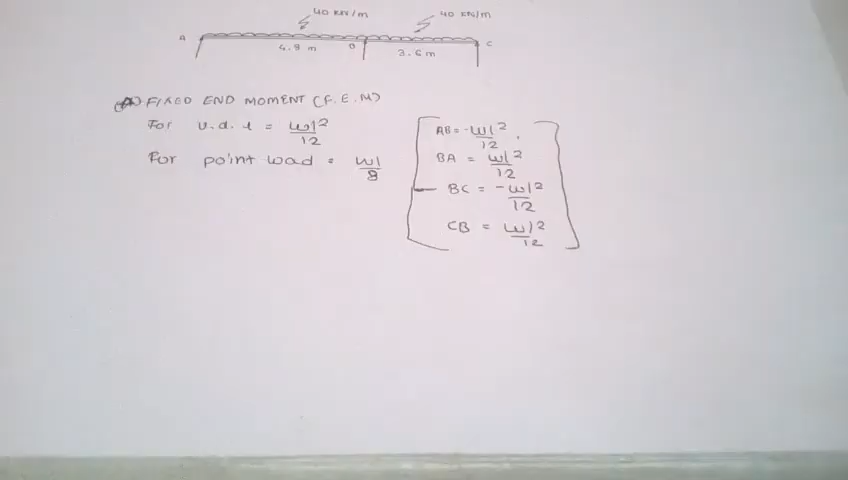 40 KN/m 40 KN/m
A B C
4.8 m 3.6 m
FIXED END MOMENT (F.E.M)
For u.d.l = wl²/12
For point load = wl/8
AB = -wl²/12
BA = wl²/12
BC = -wl²/12
CB = wl²/12